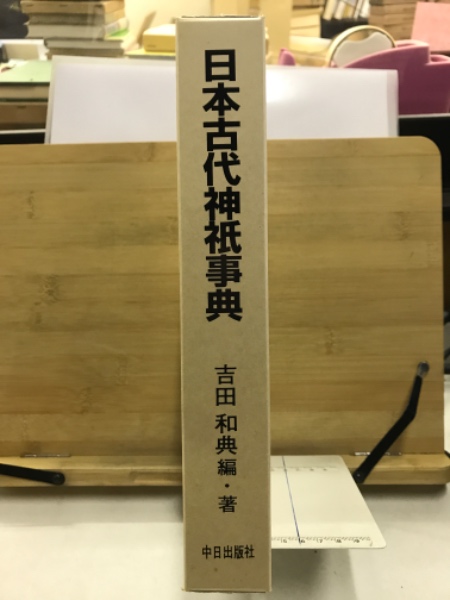 日本古代神祇事典
吉田 和典 編・著
中日出版社